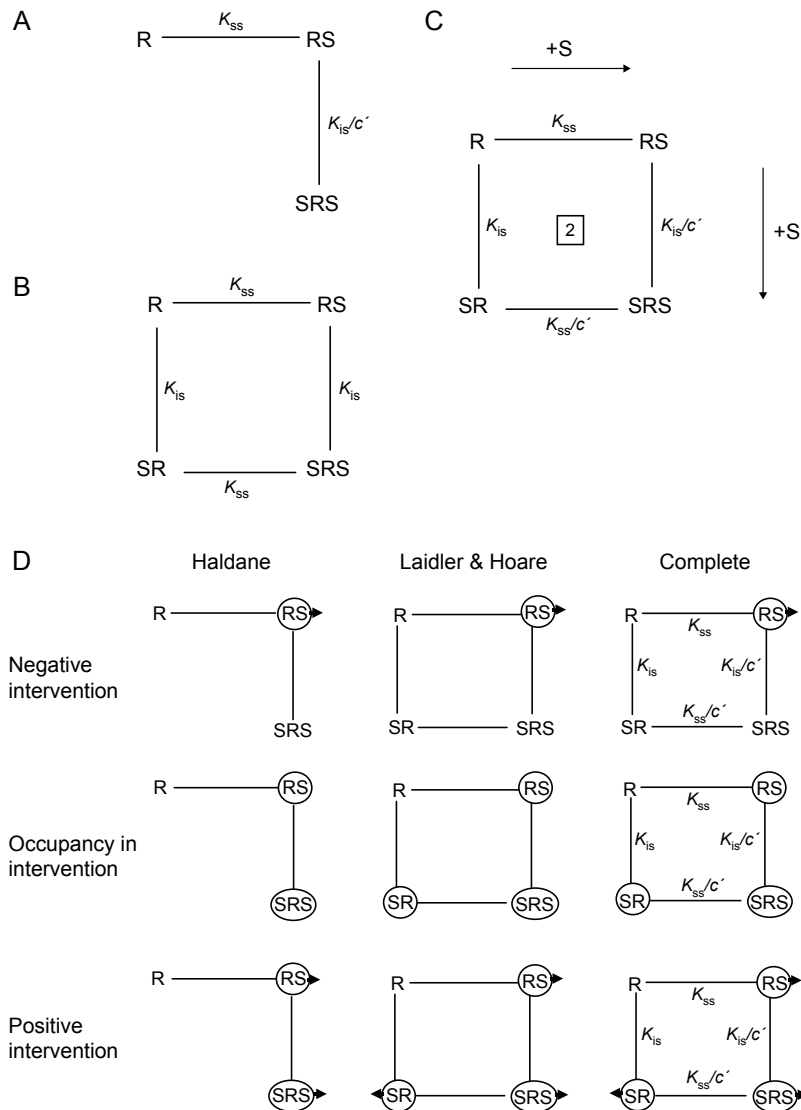 A
R
Kss
RS
Kis/c´
SRS
B
R
Kss
RS
Kis
Kis
SR
Kss
SRS
C
+S
R
Kss
RS
Kis
2
Kis/c´
+S
SR
Kss/c´
SRS
D
Haldane
Laidler & Hoare
Complete
Negative
intervention
R
RS
SRS
R
RS
SR
SRS
R
Kss
RS
Kis
Kis/c´
Kss/c´
SR
SRS
Occupancy in
intervention
R
RS
SRS
R
RS
SR
SRS
R
Kss
RS
Kis
Kis/c´
Kss/c´
SR
SRS
Positive
intervention
R
RS
SRS
R
RS
SR
SRS
R
Kss
RS
Kis
Kis/c´
Kss/c´
SR
SRS